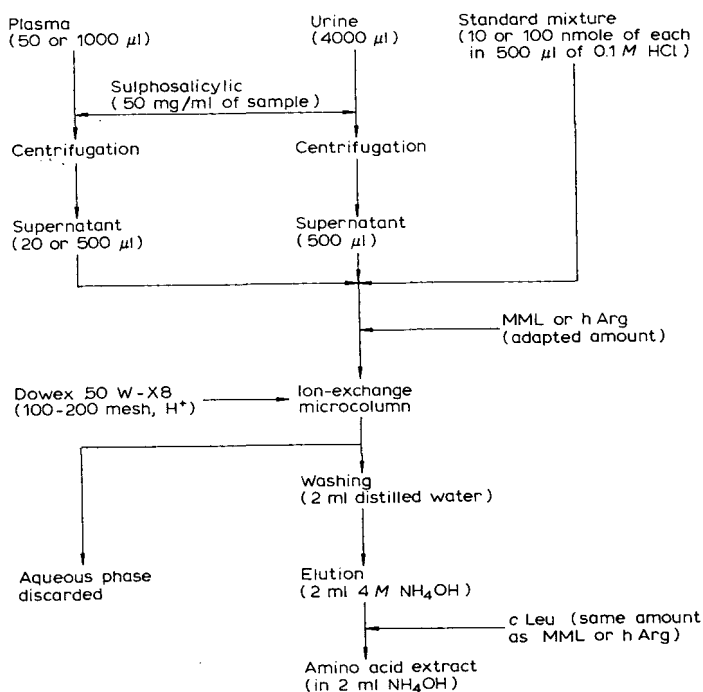 Plasma
(50 or 1000 µl)
Urine
(4000 µl)
Standard mixture
(10 or 100 nmole of each
in 500 µl of 0.1 M HCl)
Sulphosalicylic
(50 mg/ml of sample)
Centrifugation
Centrifugation
Supernatant
(20 or 500 µl)
Supernatant
(500 µl)
MML or h Arg
(adapted amount)
Dowex 50 W-X8
(100-200 mesh, H⁺)
Ion-exchange
microcolumn
Washing
(2 ml distilled water)
Aqueous phase
discarded
Elution
(2 ml 4 M NH₄OH)
c Leu (same amount
as MML or h Arg)
Amino acid extract
(in 2 ml NH₄OH)